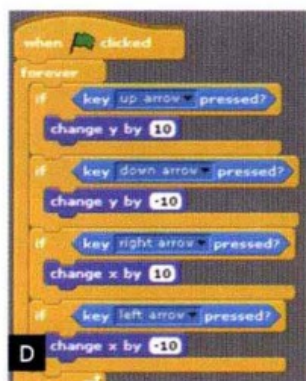 when clicked
forever
if key up arrow pressed?
change y by 10
if key down arrow pressed?
change y by -10
if key right arrow pressed?
change x by 10
if key left arrow pressed?
change x by -10
D